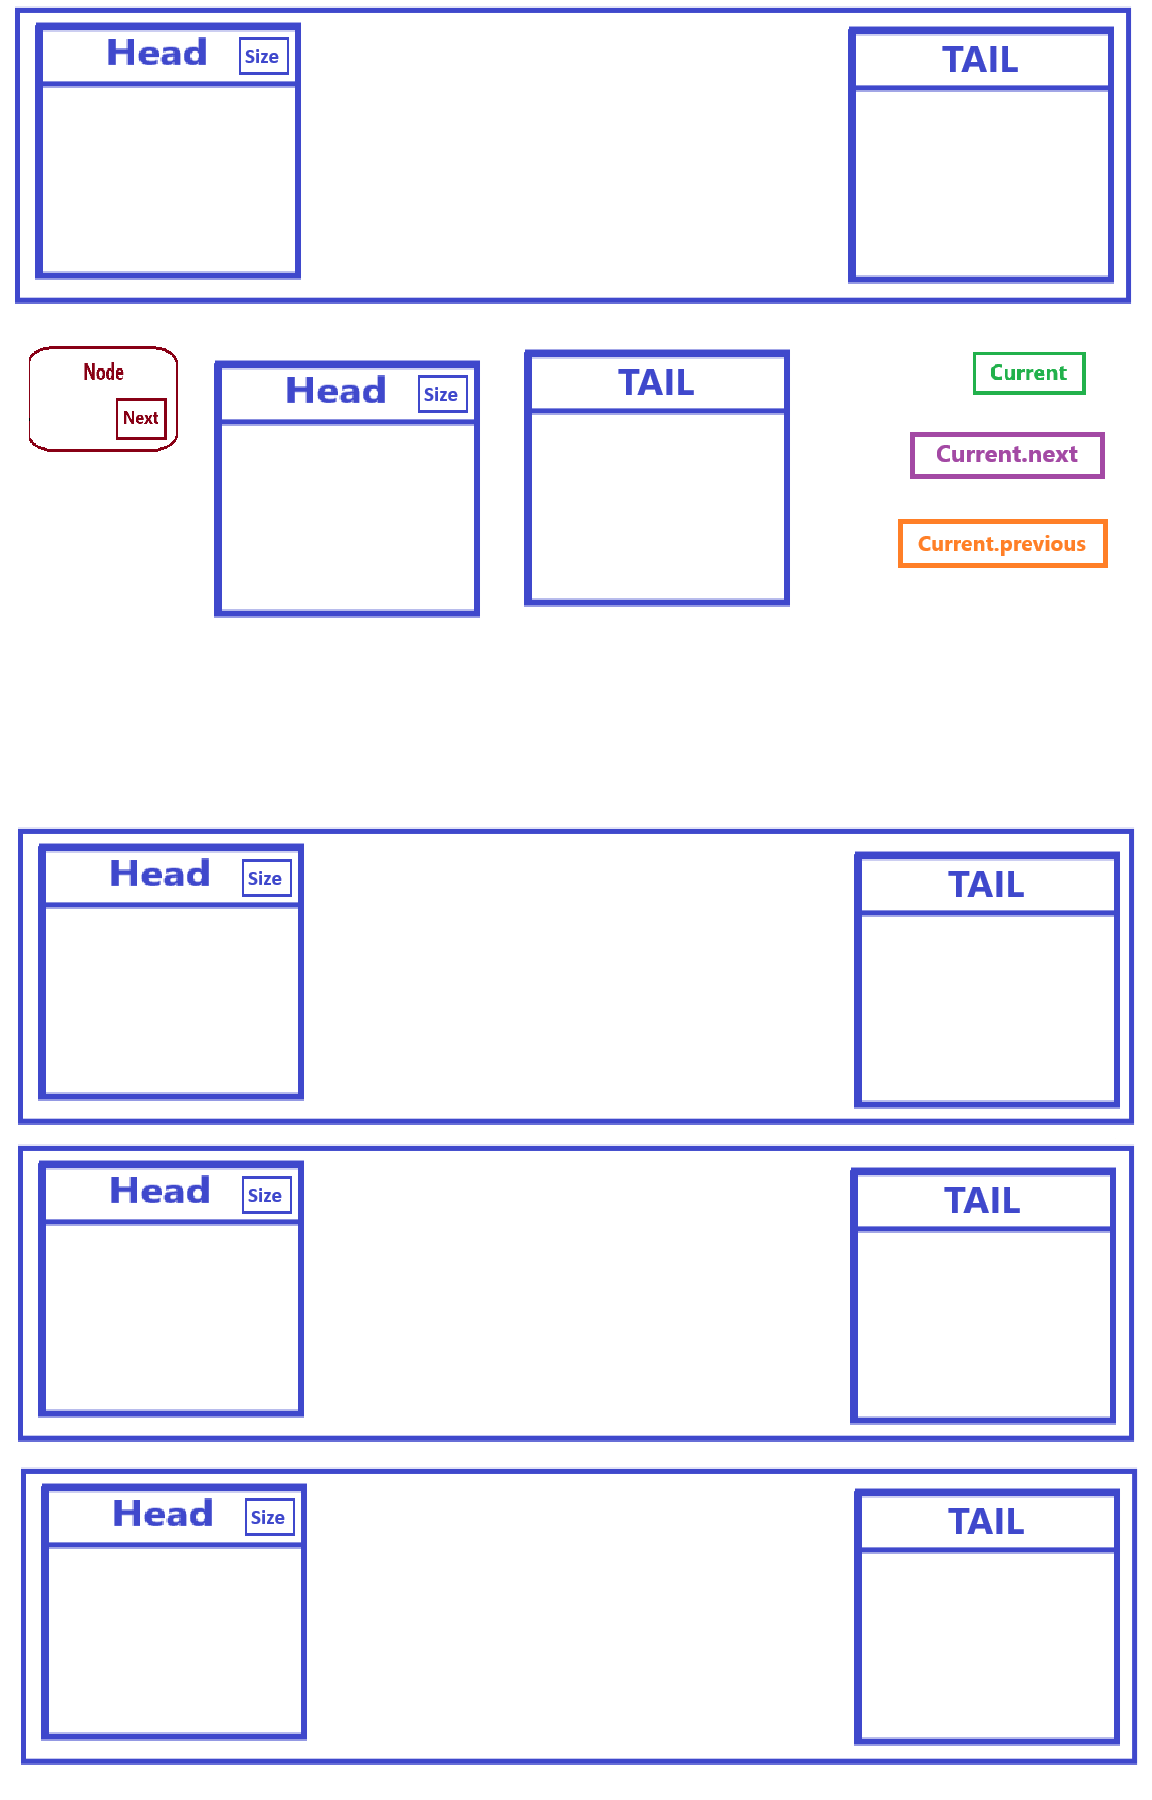 Head Size TAIL
Node
Next
Head Size TAIL
Current
Current.next
Current.previous
Head Size TAIL
Head Size TAIL
Head Size TAIL